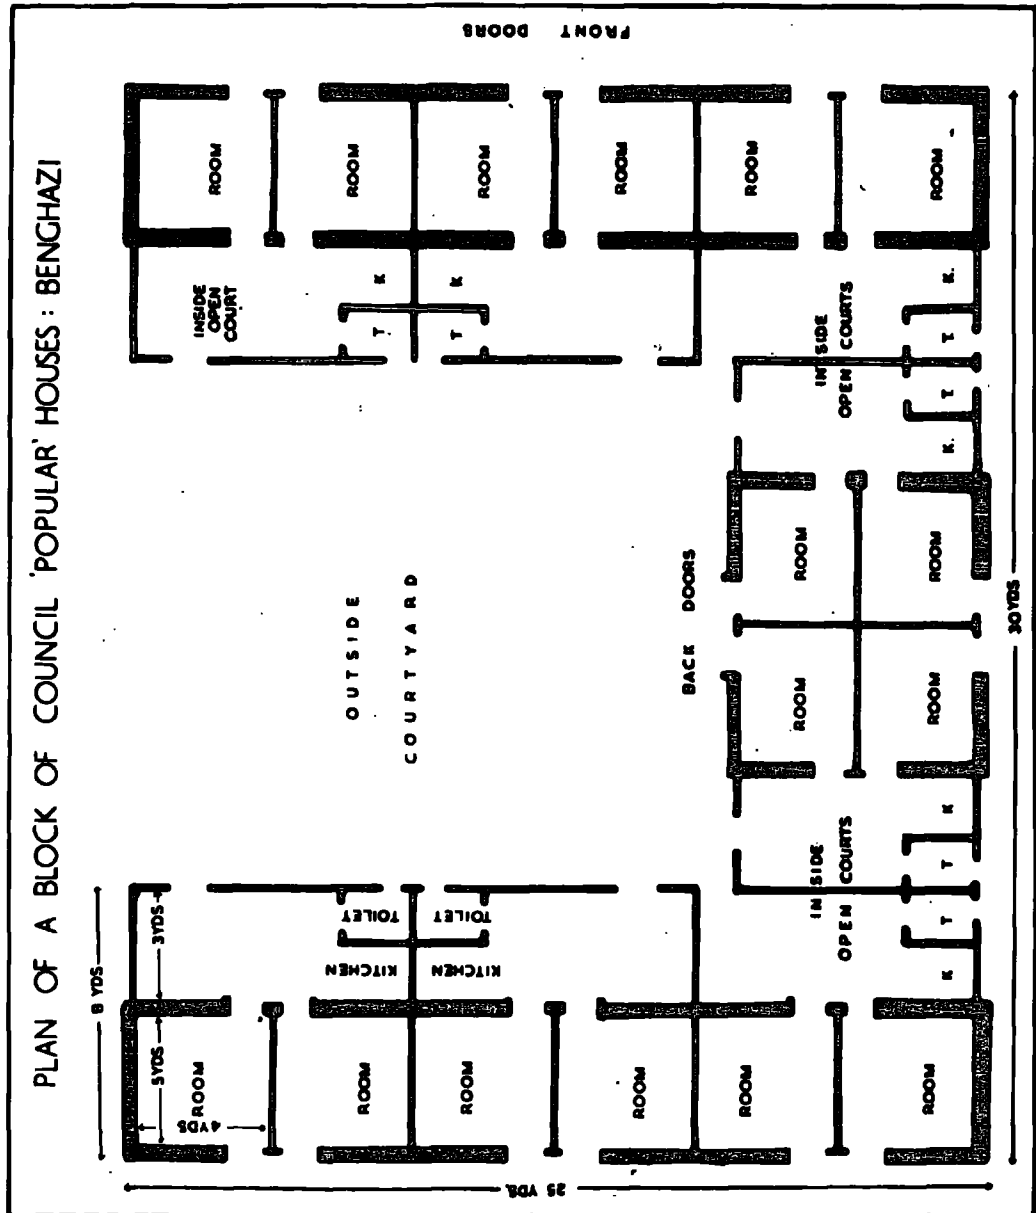 PLAN OF A BLOCK OF COUNCIL 'POPULAR' HOUSES : BENGHAZI
8 YDS
5YDS
3YDS
4YDS
ROOM
INSIDE
OPEN
COURT
ROOM
ROOM
KITCHEN
TOILET
OUTSIDE
COURTYARD
T
K
ROOM
ROOM
KITCHEN
TOILET
T
K
ROOM
25 YDS.
FRONT DOORS
ROOM
ROOM
BACK DOORS
ROOM
ROOM
INSIDE
OPEN COURTS
ROOM
ROOM
INSIDE
OPEN COURTS
ROOM
K
T
T
K
ROOM
ROOM
K.
T.
T.
K.
ROOM
30YDS